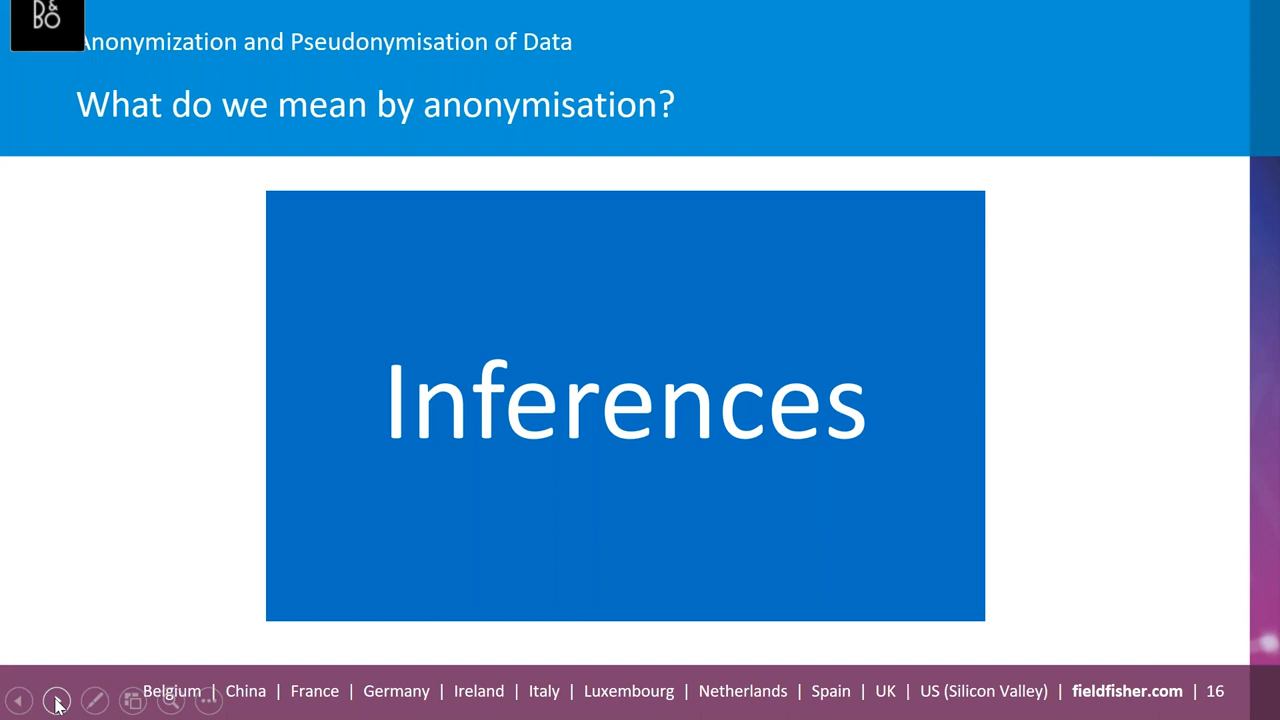 B&
BO
Anonymization and Pseudonymisation of Data
What do we mean by anonymisation?
Inferences
Belgium | China | France | Germany | Ireland | Italy | Luxembourg | Netherlands | Spain | UK | US (Silicon Valley) | fieldfisher.com | 16